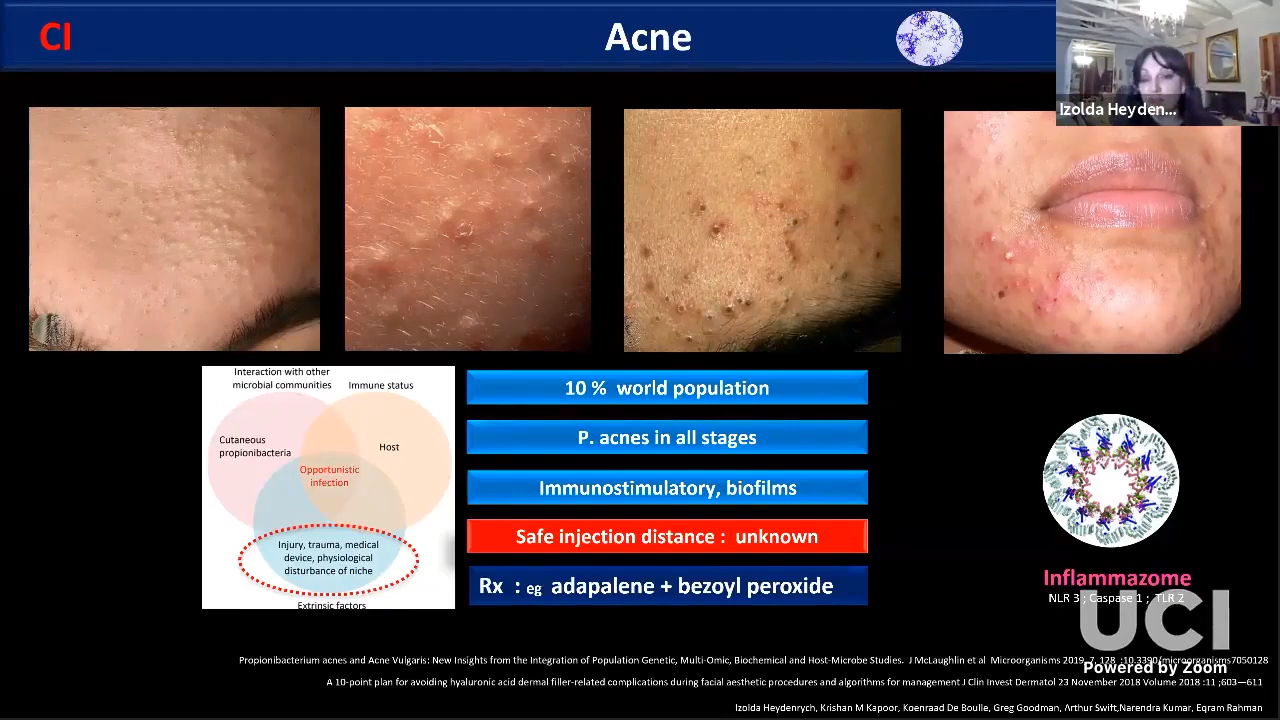 CI
Acne
Izolda Heyden...
Interaction with other
microbial communities
Immune status
Cutaneous
propionibacteria
Host
Opportunistic
infection
Injury, trauma, medical
device, physiological
disturbance of niche
Extrinsic factors
10 % world population
P. acnes in all stages
Immunostimulatory, biofilms
Safe injection distance : unknown
Rx : eg adapalene + bezoyl peroxide
Inflammazome
NLR 3 ; Caspase 1 ; TLR 2
UCI
Powered by Zoom
Propionibacterium acnes and Acne Vulgaris: New Insights from the Integration of Population Genetic, Multi-Omic, Biochemical and Host-Microbe Studies. J McLaughlin et al Microorganisms 2019, 7, 128 :10.3390/microorganisms7050128
A 10-point plan for avoiding hyaluronic acid dermal filler-related complications during facial aesthetic procedures and algorithms for management J Clin Invest Dermatol 23 November 2018 Volume 2018 :11 ;603—611
Izolda Heydenrych, Krishan M Kapoor, Koenraad De Boulle, Greg Goodman, Arthur Swift,Narendra Kumar, Eqram Rahman